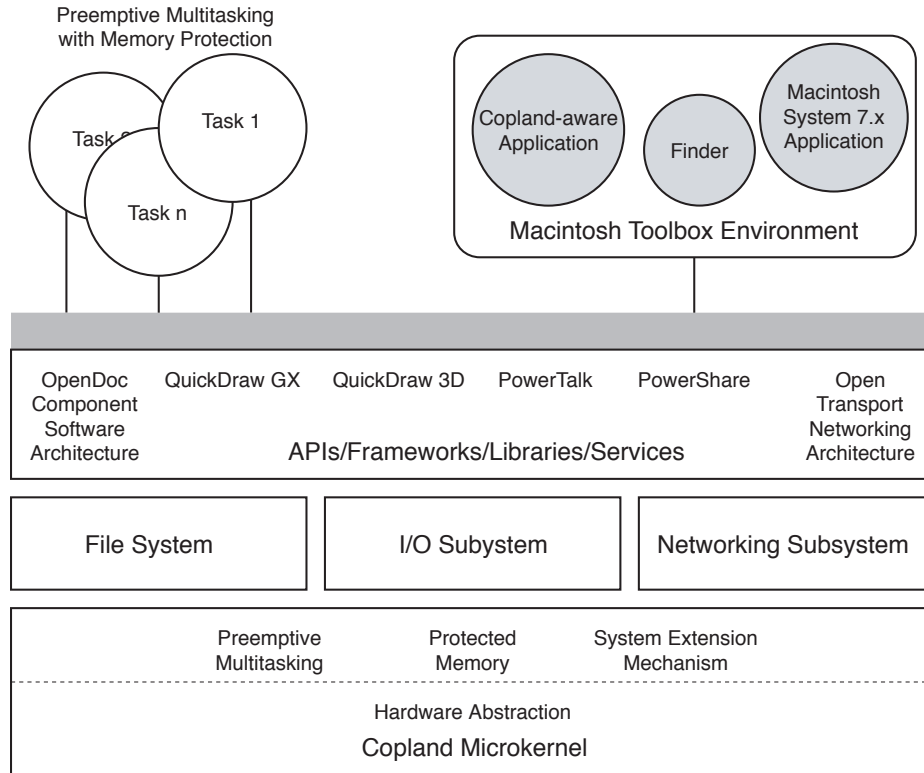 Preemptive Multitasking
with Memory Protection
Task
Task 1
Task n
Copland-aware
Application
Finder
Macintosh
System 7.x
Application
Macintosh Toolbox Environment
OpenDoc
Component
Software
Architecture
QuickDraw GX
QuickDraw 3D
PowerTalk
PowerShare
Open
Transport
Networking
Architecture
APIs/Frameworks/Libraries/Services
File System
I/O Subystem
Networking Subsystem
Preemptive
Multitasking
Protected
Memory
System Extension
Mechanism
Hardware Abstraction
Copland Microkernel